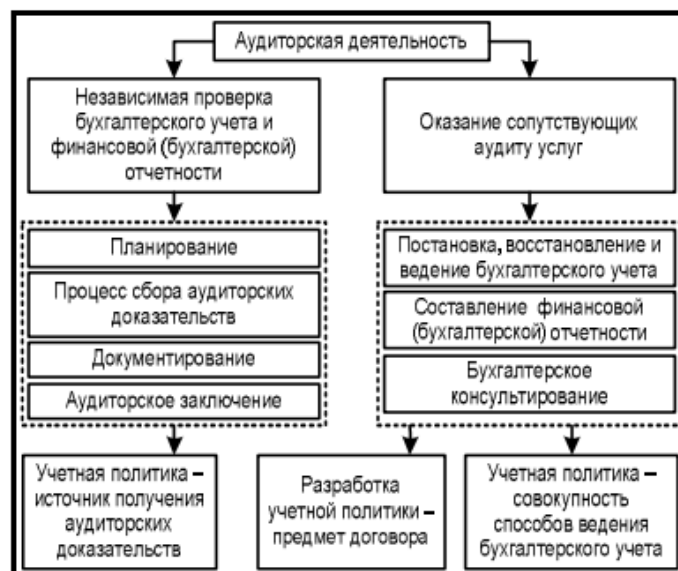 Аудиторская деятельность
Независимая проверка
бухгалтерского учета и
финансовой (бухгалтерской)
отчетности
Оказание сопутствующих
аудиту услуг
Планирование
Процесс сбора аудиторских
доказательств
Документирование
Аудиторское заключение
Постановка, восстановление и
ведение бухгалтерского учета
Составление финансовой
(бухгалтерской) отчетности
Бухгалтерское
консультирование
Учетная политика –
источник получения
аудиторских
доказательств
Разработка
учетной политики –
предмет договора
Учетная политика –
совокупность
способов ведения
бухгалтерского учета